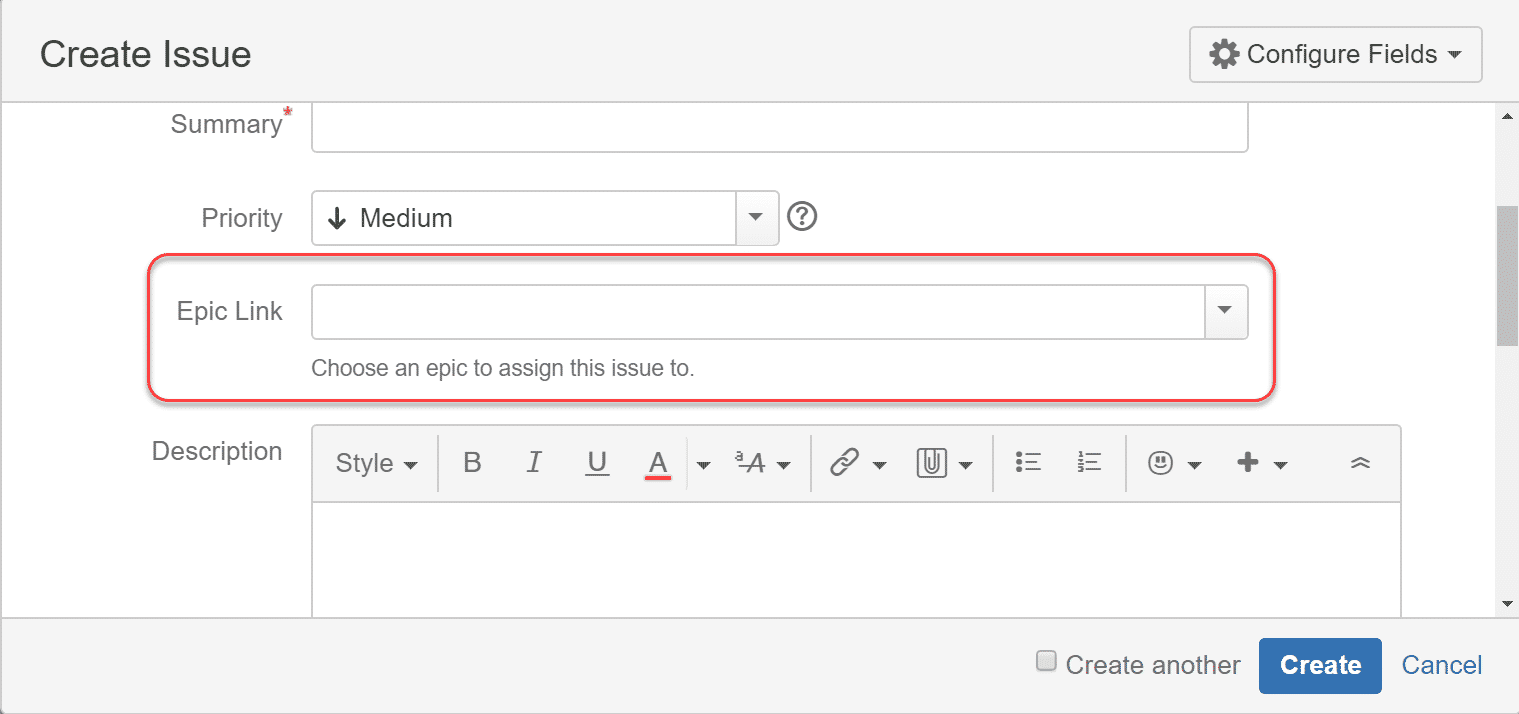 Create Issue
Configure Fields
Summary*
Priority
Medium
Epic Link
Choose an epic to assign this issue to.
Description
Style B I U A ªA
Create another Create Cancel